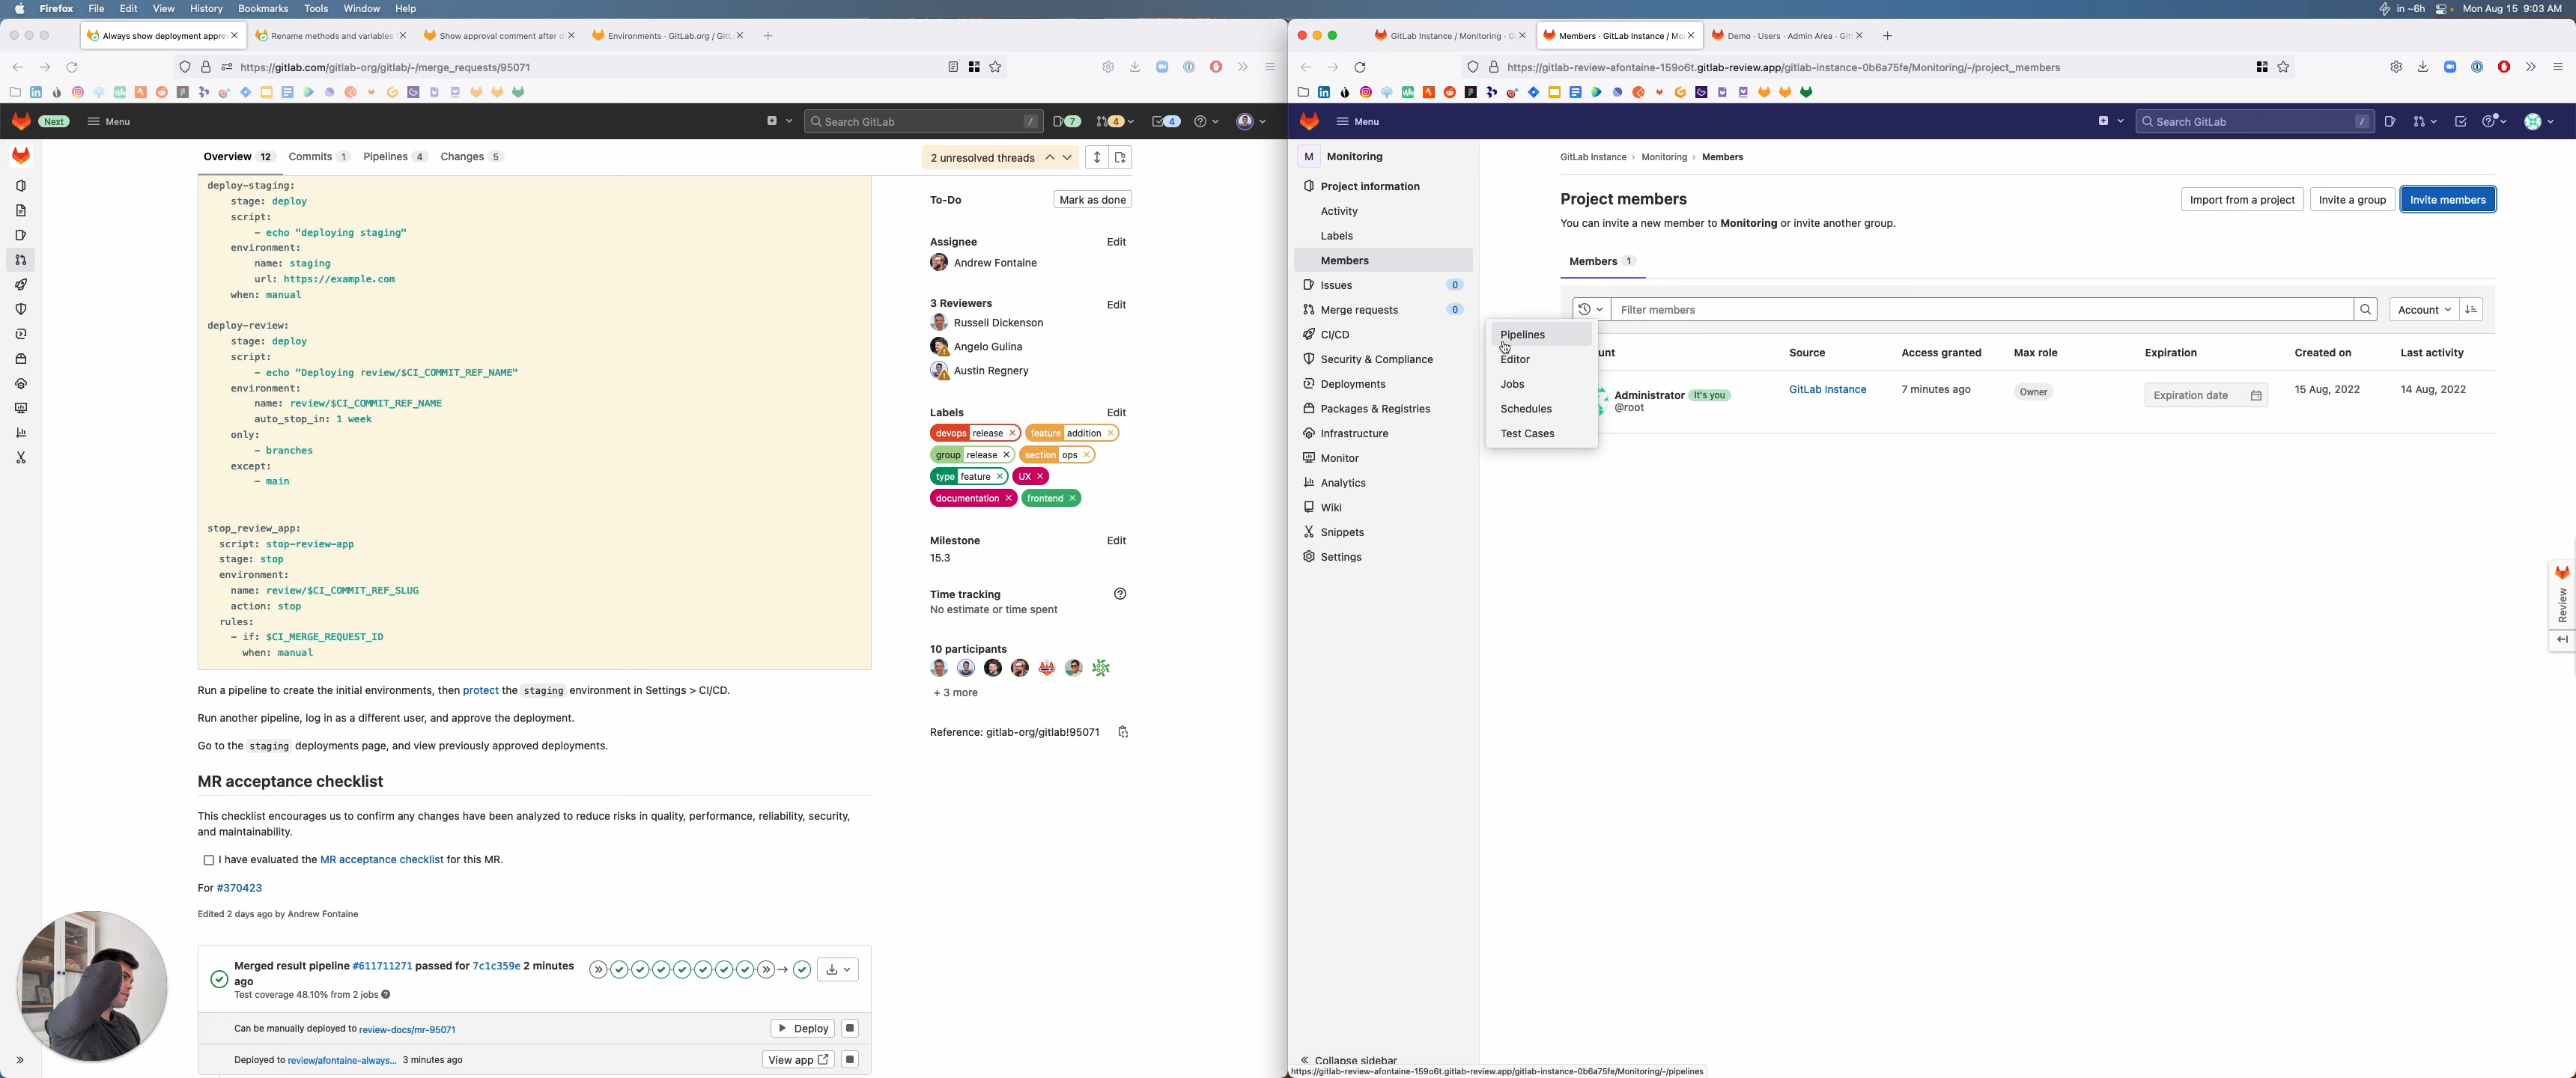 Firefox File Edit View History Bookmarks Tools Window Help
in ~6h Mon Aug 15 9:03 AM
Always show deployment appro
Rename methods and variables
Show approval comment after d
Environments · GitLab.org / Git
https://gitlab.com/gitlab-org/gitlab/-/merge_requests/95071
Next Menu
Search GitLab /
7 4 4
Overview 12 Commits 1 Pipelines 4 Changes 5
2 unresolved threads
deploy-staging:
stage: deploy
script:
- echo "deploying staging"
environment:
name: staging
url: https://example.com
when: manual
deploy-review:
stage: deploy
script:
- echo "Deploying review/$CI_COMMIT_REF_NAME"
environment:
name: review/$CI_COMMIT_REF_NAME
auto_stop_in: 1 week
only:
- branches
except:
- main
stop_review_app:
script: stop-review-app
stage: stop
environment:
name: review/$CI_COMMIT_REF_SLUG
action: stop
rules:
- if: $CI_MERGE_REQUEST_ID
when: manual
Run a pipeline to create the initial environments, then protect the staging environment in Settings > CI/CD.
Run another pipeline, log in as a different user, and approve the deployment.
Go to the staging deployments page, and view previously approved deployments.
MR acceptance checklist
This checklist encourages us to confirm any changes have been analyzed to reduce risks in quality, performance, reliability, security,
and maintainability.
I have evaluated the MR acceptance checklist for this MR.
For #370423
Edited 2 days ago by Andrew Fontaine
Merged result pipeline #611711271 passed for 7c1c359e 2 minutes
ago
Test coverage 48.10% from 2 jobs
Can be manually deployed to review-docs/mr-95071
Deploy
Deployed to review/afontaine-always... 3 minutes ago
View app
To-Do Mark as done
Assignee Edit
Andrew Fontaine
3 Reviewers Edit
Russell Dickenson
Angelo Gulina
Austin Regnery
Labels Edit
devops release feature addition
group release section ops
type feature UX
documentation frontend
Milestone Edit
15.3
Time tracking
No estimate or time spent
10 participants
+ 3 more
Reference: gitlab-org/gitlab!95071
GitLab Instance / Monitoring · G
Members · GitLab Instance / Mo
Demo · Users · Admin Area · Git
https://gitlab-review-afontaine-159o6t.gitlab-review.app/gitlab-instance-0b6a75fe/Monitoring/-/project_members
Menu
Search GitLab /
M Monitoring
Project information
Activity
Labels
Members
Issues 0
Merge requests 0
CI/CD
Security & Compliance
Deployments
Packages & Registries
Infrastructure
Monitor
Analytics
Wiki
Snippets
Settings
Collapse sidebar
Pipelines
Editor
Jobs
Schedules
Test Cases
GitLab Instance › Monitoring › Members
Project members
Import from a project Invite a group Invite members
You can invite a new member to Monitoring or invite another group.
Members 1
Filter members
Account
unt Source Access granted Max role Expiration Created on Last activity
Administrator It's you
@root
GitLab Instance 7 minutes ago Owner Expiration date 15 Aug, 2022 14 Aug, 2022
Review
https://gitlab-review-afontaine-159o6t.gitlab-review.app/gitlab-instance-0b6a75fe/Monitoring/-/pipelines